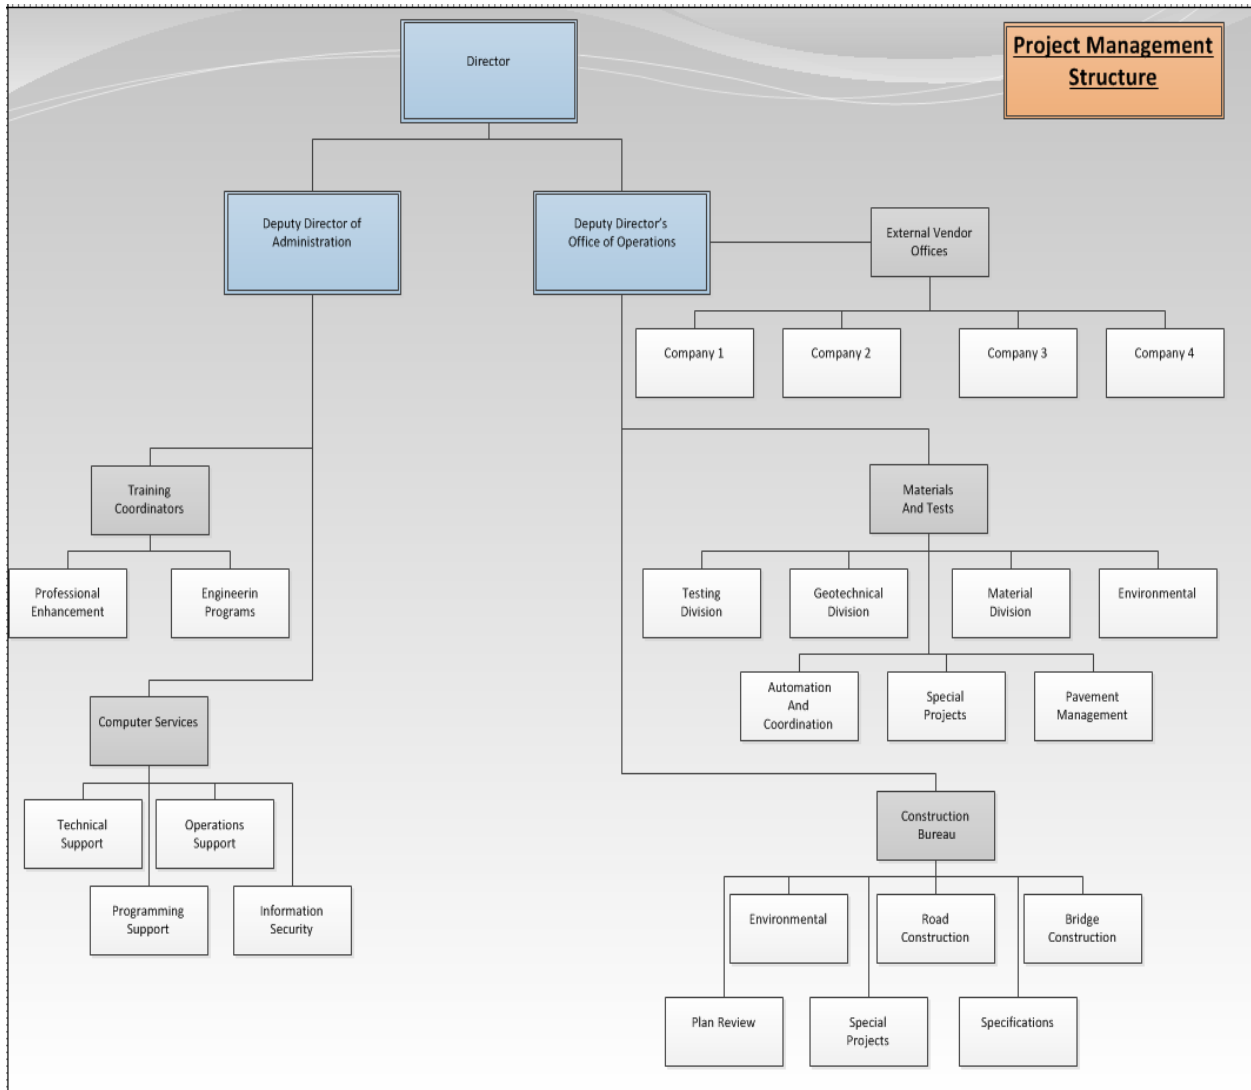 Project Management
Structure
Director
Deputy Director of
Administration
Deputy Director's
Office of Operations
External Vendor
Offices
Company 1
Company 2
Company 3
Company 4
Training
Coordinators
Professional
Enhancement
Engineerin
Programs
Materials
And Tests
Testing
Division
Geotechnical
Division
Material
Division
Environmental
Automation
And
Coordination
Special
Projects
Pavement
Management
Computer Services
Technical
Support
Operations
Support
Programming
Support
Information
Security
Construction
Bureau
Environmental
Road
Construction
Bridge
Construction
Plan Review
Special
Projects
Specifications